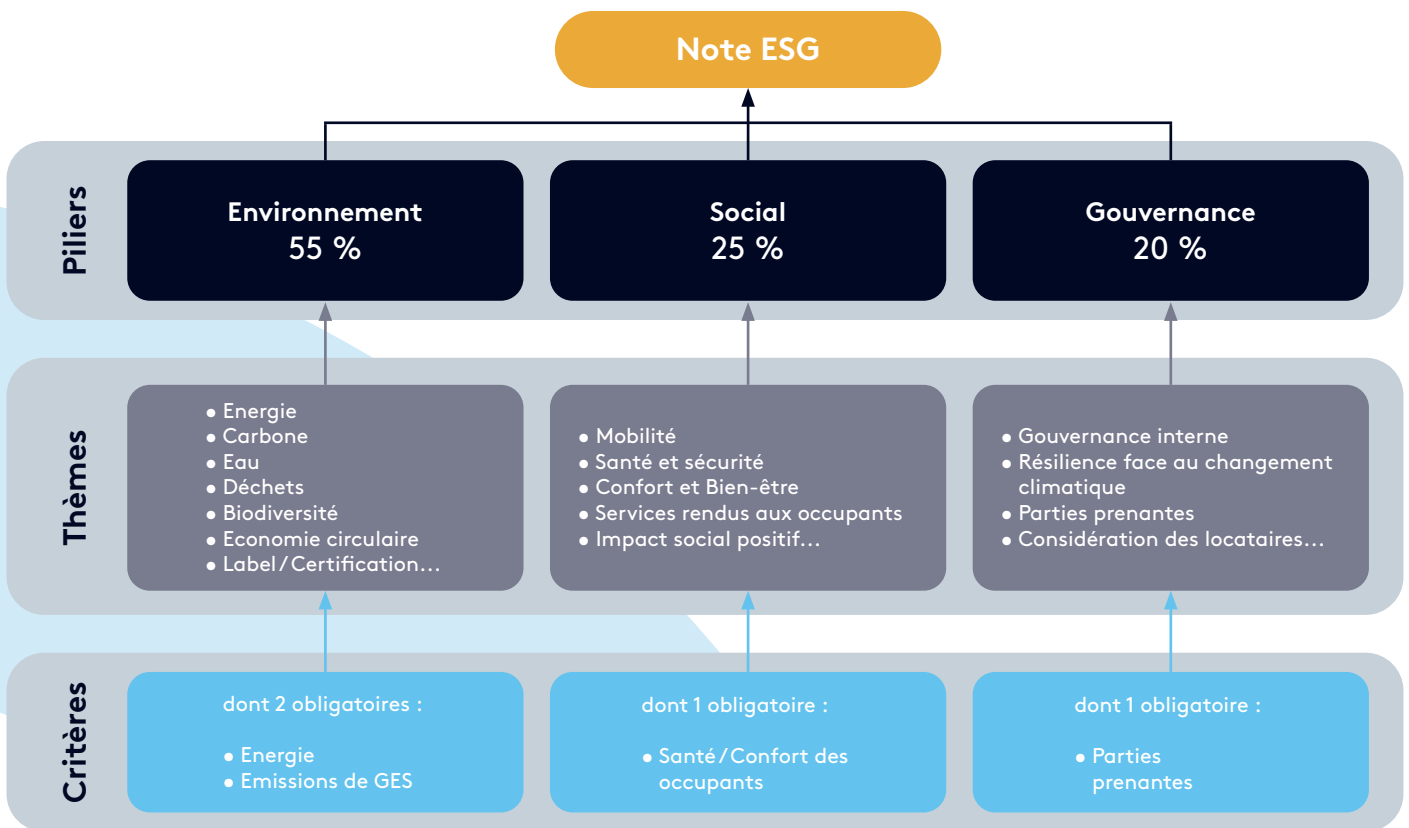 Note ESG
Piliers
Environnement
55 %
Social
25 %
Gouvernance
20 %
Thèmes
● Energie
● Carbone
● Eau
● Déchets
● Biodiversité
● Economie circulaire
● Label / Certification...
● Mobilité
● Santé et sécurité
● Confort et Bien-être
● Services rendus aux occupants
● Impact social positif...
● Gouvernance interne
● Résilience face au changement
climatique
● Parties prenantes
● Considération des locataires...
Critères
dont 2 obligatoires :
● Energie
● Emissions de GES
dont 1 obligatoire :
● Santé / Confort des
occupants
dont 1 obligatoire :
● Parties
prenantes